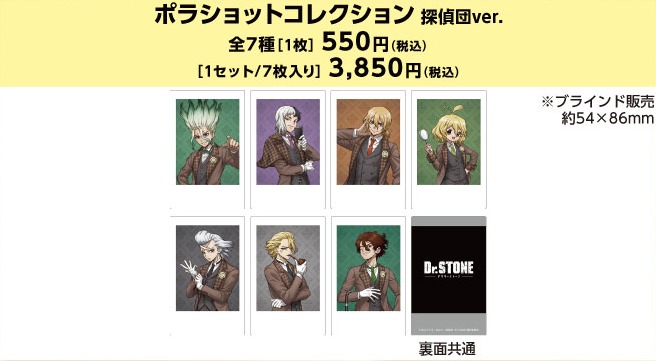 ポラショットコレクション 探偵団ver.
全7種[1枚] 550円(税込)
[1セット/7枚入り] 3,850円(税込)
※ブラインド販売
約54×86mm
Dr.STONE
裏面共通